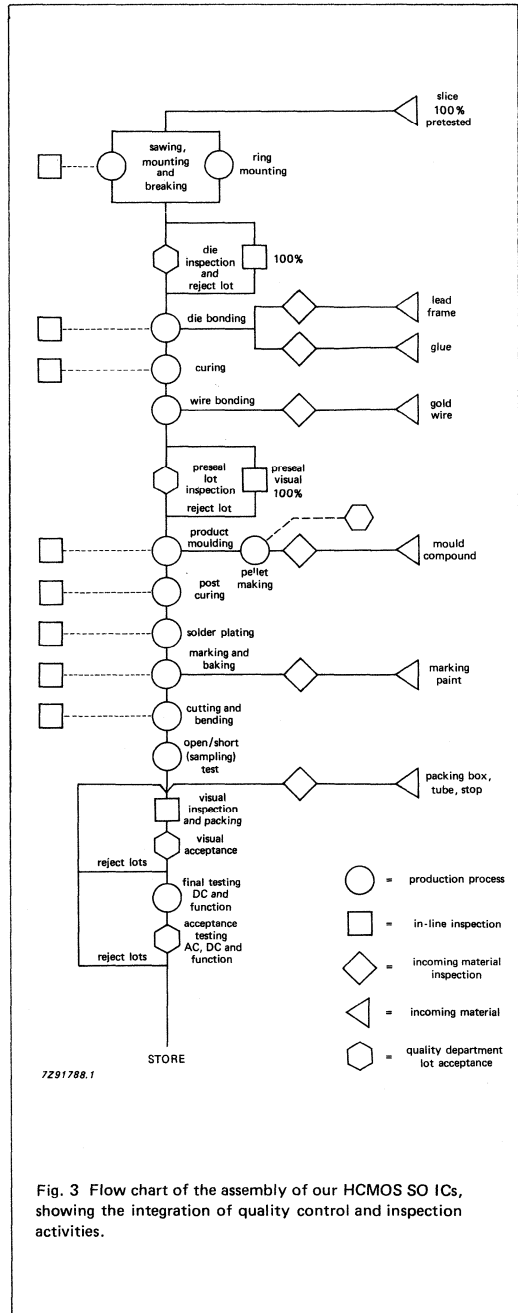 slice
100%
pretested
sawing,
mounting
and
breaking
ring
mounting
die
inspection
and
reject lot
100%
die bonding
lead
frame
glue
curing
wire bonding
gold
wire
preseal
lot
inspection
reject lot
preseal
visual
100%
product
moulding
pellet
making
mould
compound
post
curing
solder plating
marking and
baking
marking
paint
cutting and
bending
open/short
(sampling)
test
packing box,
tube, stop
visual
inspection
and packing
visual
acceptance
reject lots
final testing
DC and
function
acceptance
testing
AC, DC and
function
reject lots
STORE
= production process
= in-line inspection
= incoming material
inspection
= incoming material
= quality department
lot acceptance
7Z91788.1
Fig. 3 Flow chart of the assembly of our HCMOS SO ICs,
showing the integration of quality control and inspection
activities.